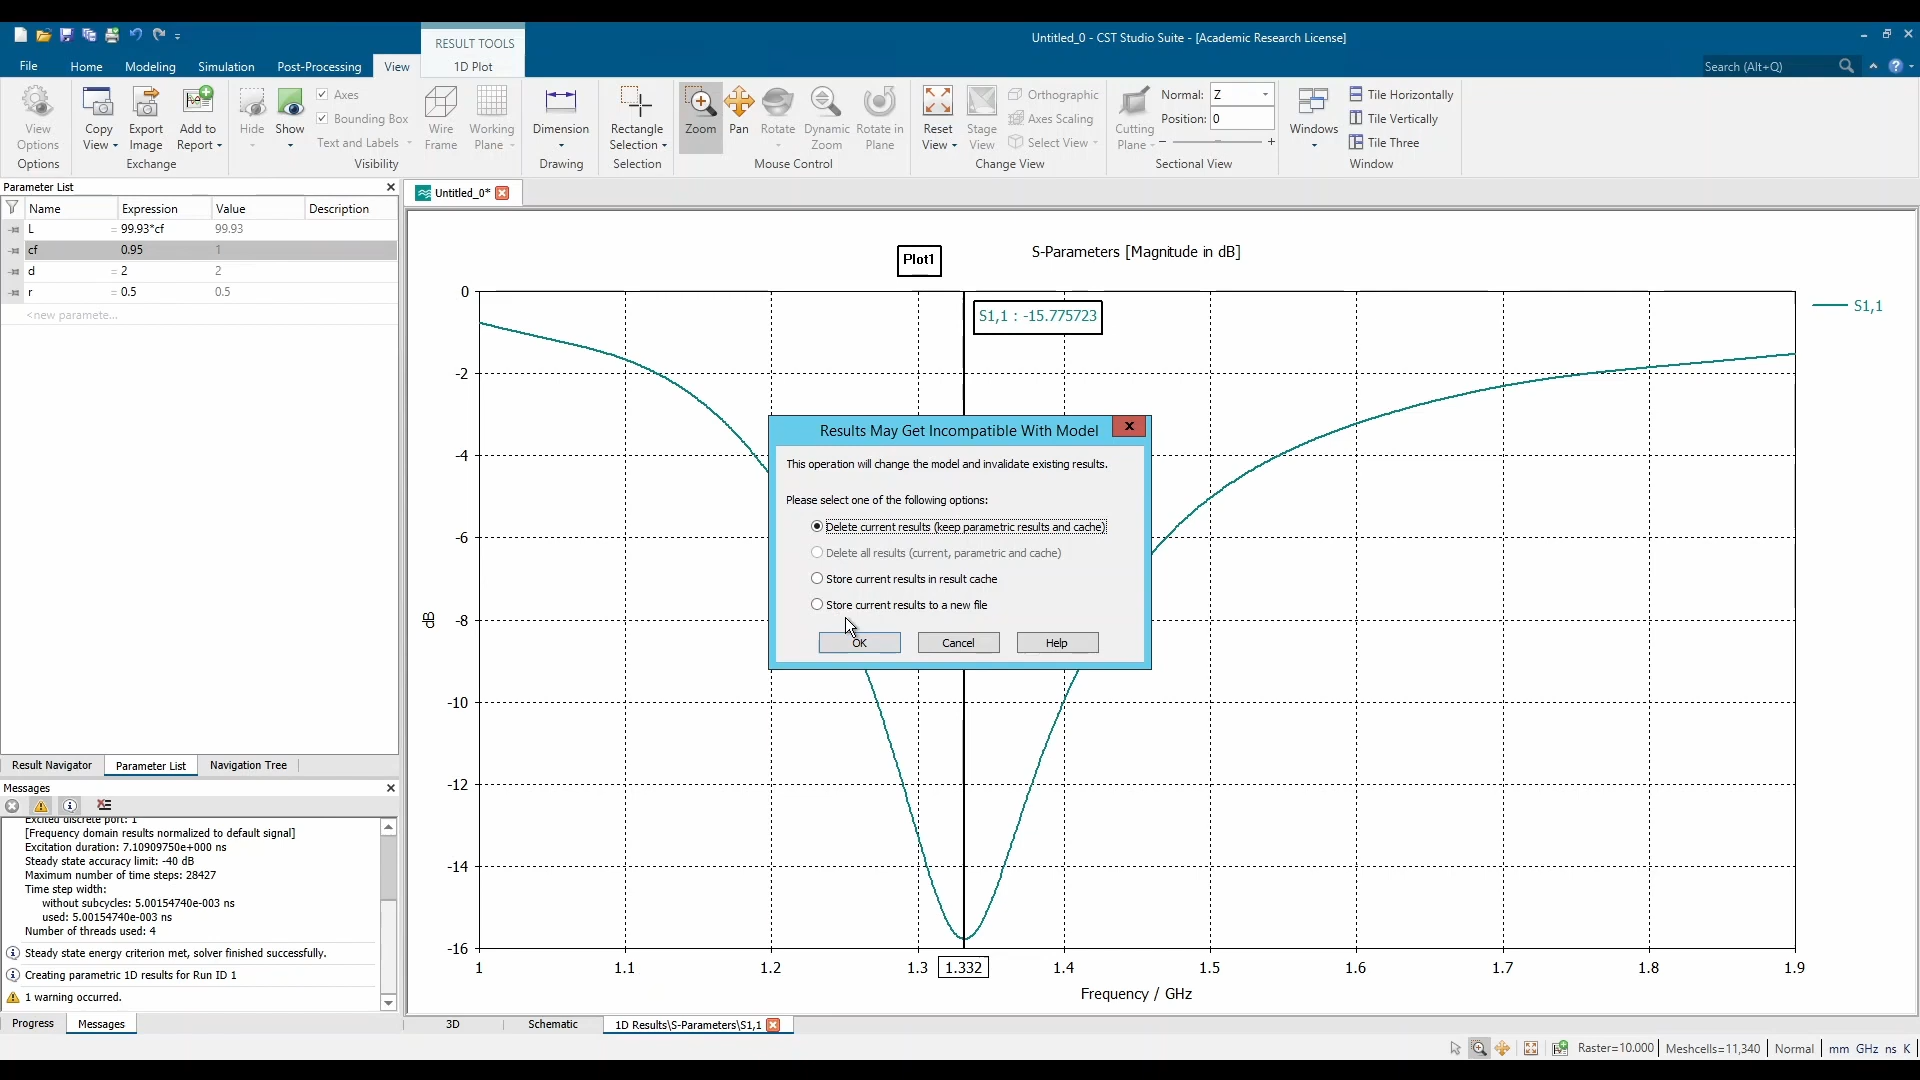 RESULT TOOLS
Untitled_0 - CST Studio Suite - [Academic Research License]
File Home Modeling Simulation Post-Processing View 1D Plot
Search (Alt+Q)
View Options
Options
Copy View
Export Image
Add to Report
Exchange
Hide
Show
Axes
Bounding Box
Text and Labels
Visibility
Wire Frame
Working Plane
Dimension
Drawing
Rectangle Selection
Selection
Zoom
Pan
Rotate
Dynamic Zoom
Rotate in Plane
Mouse Control
Reset View
Stage View
Orthographic
Axes Scaling
Select View
Change View
Cutting Plane
Normal: Z
Position: 0
Sectional View
Windows
Tile Horizontally
Tile Vertically
Tile Three
Window
Parameter List
Name Expression Value Description
L = 99.93*cf 99.93
cf 0.95 1
d = 2 2
r = 0.5 0.5
<new paramete...
Result Navigator Parameter List Navigation Tree
Messages
Excited discrete port: 1
[Frequency domain results normalized to default signal]
Excitation duration: 7.10909750e+000 ns
Steady state accuracy limit: -40 dB
Maximum number of time steps: 28427
Time step width:
without subcycles: 5.00154740e-003 ns
used: 5.00154740e-003 ns
Number of threads used: 4
Steady state energy criterion met, solver finished successfully.
Creating parametric 1D results for Run ID 1
1 warning occurred.
Progress Messages
Untitled_0*
Plot1
S-Parameters [Magnitude in dB]
S1,1 : -15.775723
S1,1
0
-2
-4
-6
-8
-10
-12
-14
-16
dB
1 1.1 1.2 1.3 1.332 1.4 1.5 1.6 1.7 1.8 1.9
Frequency / GHz
Results May Get Incompatible With Model
This operation will change the model and invalidate existing results.
Please select one of the following options:
Delete current results (keep parametric results and cache)
Delete all results (current, parametric and cache)
Store current results in result cache
Store current results to a new file
OK Cancel Help
3D Schematic 1D Results\S-Parameters\S1,1
Raster=10.000 Meshcells=11,340 Normal mm GHz ns K